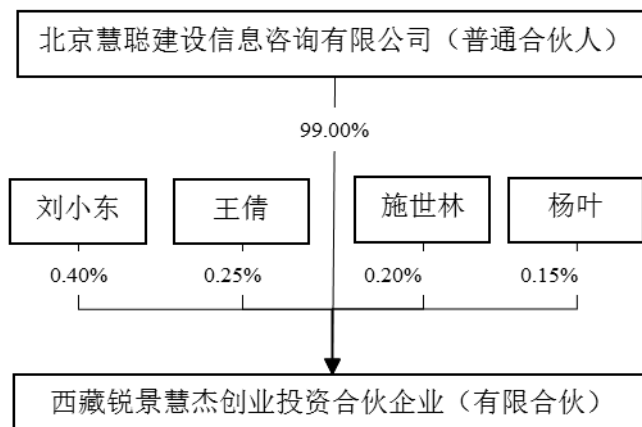 北京慧聪建设信息咨询有限公司（普通合伙人）
99.00%
刘小东 王倩 施世林 杨叶
0.40% 0.25% 0.20% 0.15%
西藏锐景慧杰创业投资合伙企业（有限合伙）